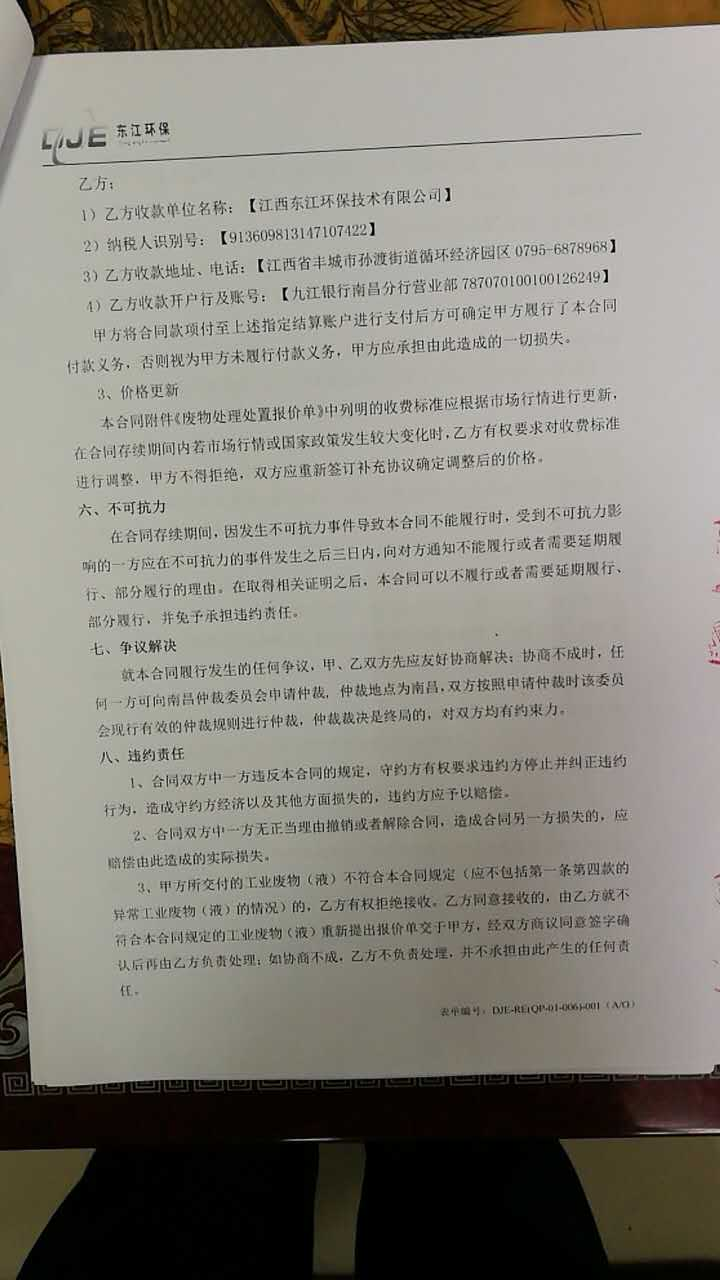 DJE 东江环保
乙方:
1）乙方收款单位名称：【江西东江环保技术有限公司】
2）纳税人识别号：【913609813147107422】
3）乙方收款地址、电话：【江西省丰城市孙渡街道循环经济园区 0795-6878968】
4）乙方收款开户行及账号：【九江银行南昌分行营业部 787070100100126249】
甲方将合同款项付至上述指定结算账户进行支付后方可确定甲方履行了本合同
付款义务，否则视为甲方未履行付款义务，甲方应承担由此造成的一切损失。
3、价格更新
本合同附件《废物处理处置报价单》中列明的收费标准应根据市场行情进行更新，
在合同存续期间内若市场行情或国家政策发生较大变化时，乙方有权要求对收费标准
进行调整，甲方不得拒绝，双方应重新签订补充协议确定调整后的价格。
六、不可抗力
在合同存续期间，因发生不可抗力事件导致本合同不能履行时，受到不可抗力影
响的一方应在不可抗力的事件发生之后三日内，向对方通知不能履行或者需要延期履
行、部分履行的理由。在取得相关证明之后，本合同可以不履行或者需要延期履行、
部分履行，并免予承担违约责任。
七、争议解决
就本合同履行发生的任何争议，甲、乙双方先应友好协商解决；协商不成时，任
何一方可向南昌仲裁委员会申请仲裁，仲裁地点为南昌，双方按照申请仲裁时该委员
会现行有效的仲裁规则进行仲裁，仲裁裁决是终局的，对双方均有约束力。
八、违约责任
1、合同双方中一方违反本合同的规定，守约方有权要求违约方停止并纠正违约
行为，造成守约方经济以及其他方面损失的，违约方应予以赔偿。
2、合同双方中一方无正当理由撤销或者解除合同，造成合同另一方损失的，应
赔偿由此造成的实际损失。
3、甲方所交付的工业废物（液）不符合本合同规定（应不包括第一条第四款的
异常工业废物（液）的情况）的，乙方有权拒绝接收。乙方同意接收的，由乙方就不
符合本合同规定的工业废物（液）重新提出报价单交于甲方，经双方商议同意签字确
认后再由乙方负责处理；如协商不成，乙方不负责处理，并不承担由此产生的任何责
任。
表单编号：DJE-RE(QP-01-006)-001（A/O）